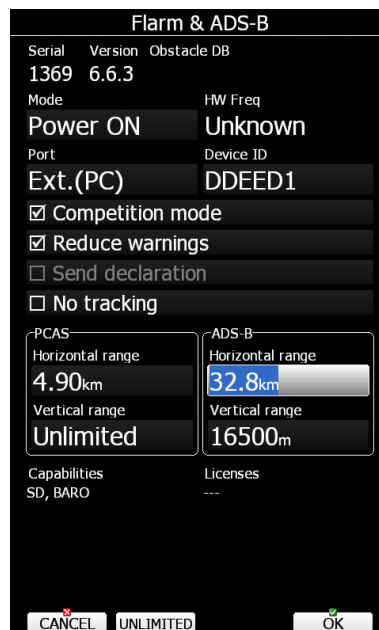 Flarm & ADS-B
Serial Version Obstacle DB
1369 6.6.3
Mode HW Freq
Power ON Unknown
Port Device ID
Ext.(PC) DDEED1
Competition mode
Reduce warnings
Send declaration
No tracking
PCAS
Horizontal range
4.90km
Vertical range
Unlimited
ADS-B
Horizontal range
32.8km
Vertical range
16500m
Capabilities Licenses
SD, BARO ---
CANCEL UNLIMITED OK